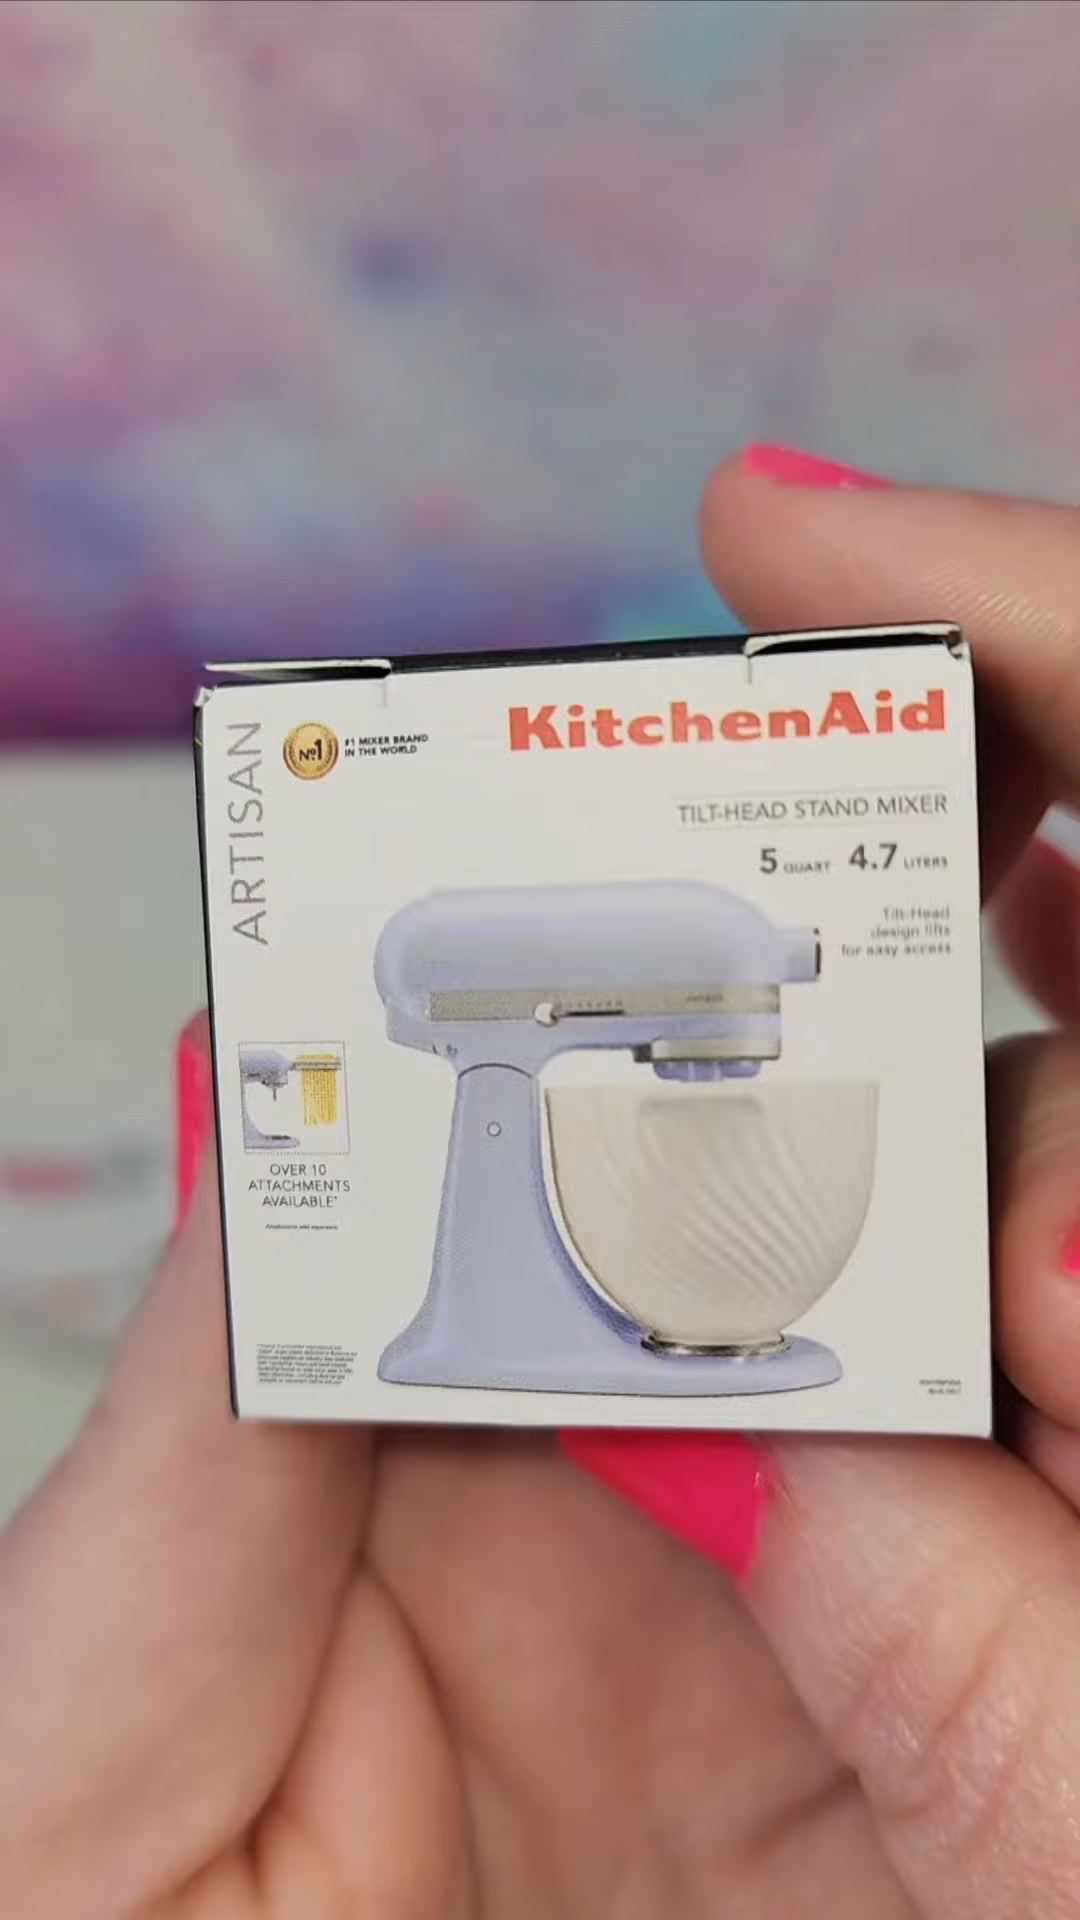 ARTISAN
№1
#1 MIXER BRAND
IN THE WORLD
KitchenAid
TILT-HEAD STAND MIXER
5 QUART 4.7 LITERS
Tilt-Head
design lifts
for easy access
OVER 10
ATTACHMENTS
AVAILABLE*